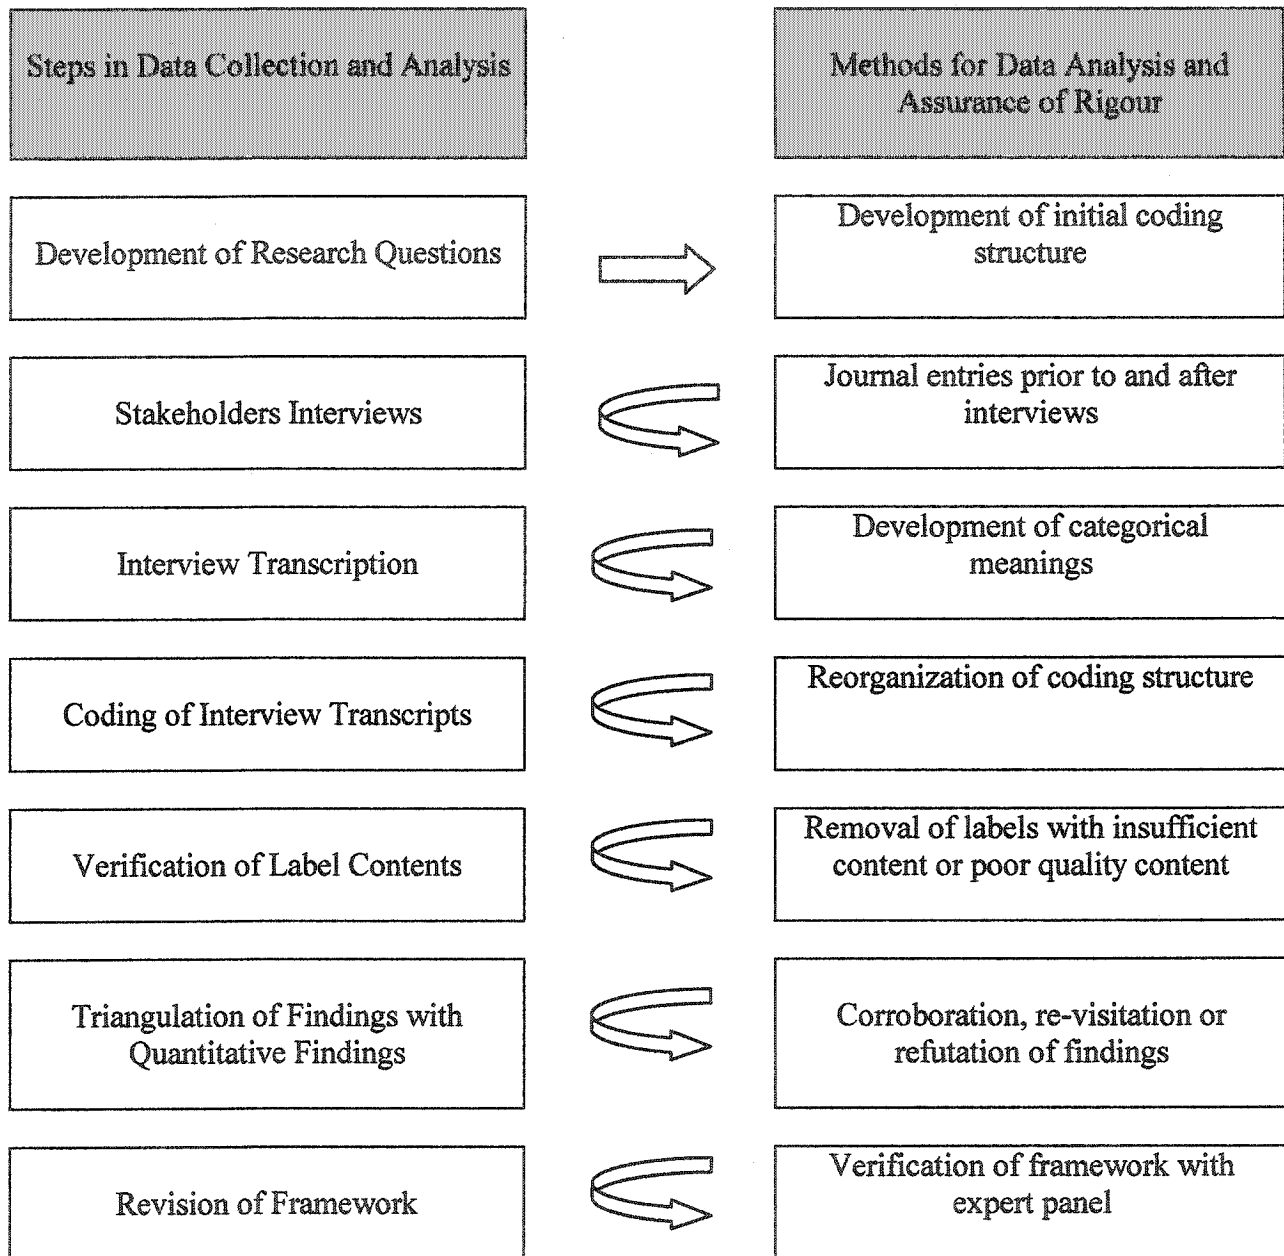 Steps in Data Collection and Analysis
Methods for Data Analysis and
Assurance of Rigour
Development of Research Questions
Development of initial coding
structure
Stakeholders Interviews
Journal entries prior to and after
interviews
Interview Transcription
Development of categorical
meanings
Coding of Interview Transcripts
Reorganization of coding structure
Verification of Label Contents
Removal of labels with insufficient
content or poor quality content
Triangulation of Findings with
Quantitative Findings
Corroboration, re-visitation or
refutation of findings
Revision of Framework
Verification of framework with
expert panel